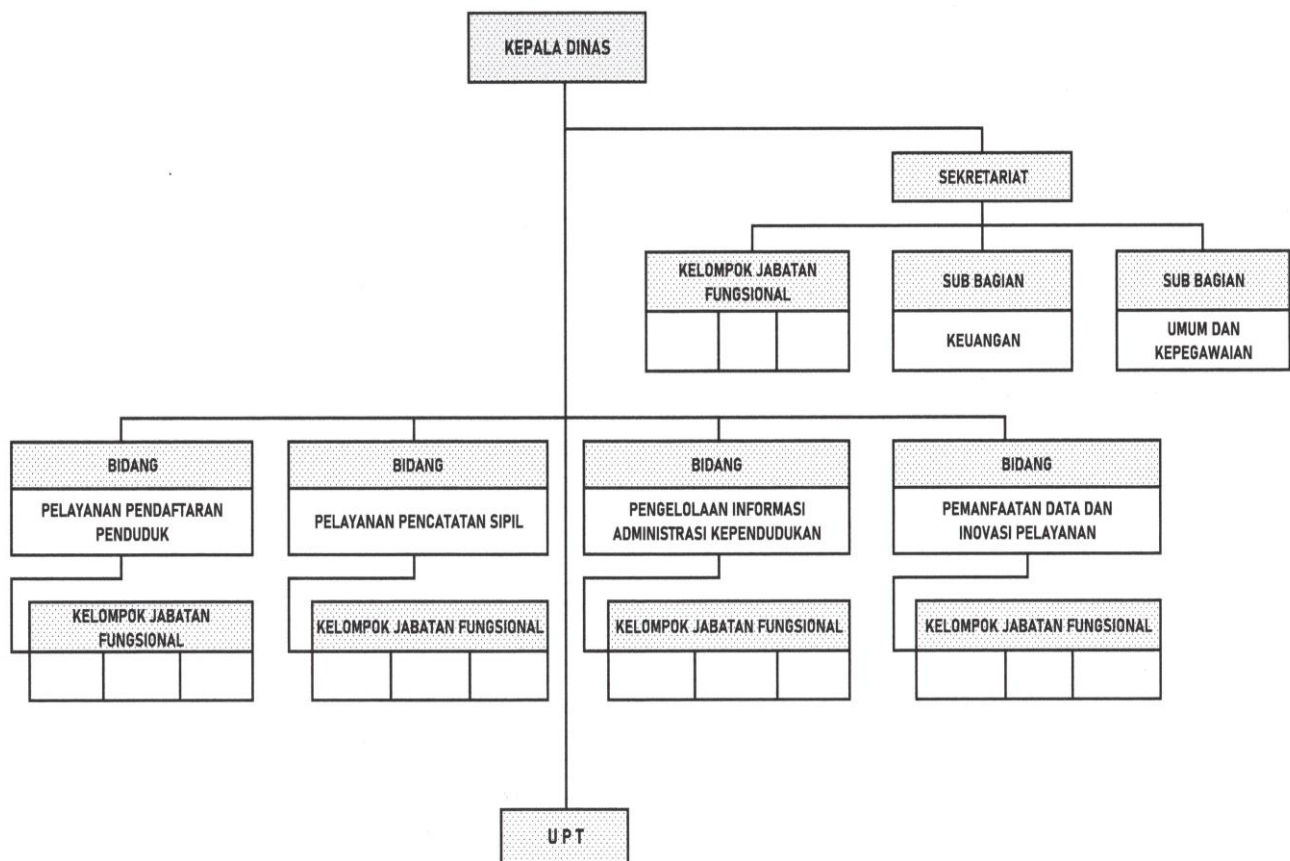 KEPALA DINAS
SEKRETARIAT
KELOMPOK JABATAN
FUNGSIONAL
SUB BAGIAN
KEUANGAN
SUB BAGIAN
UMUM DAN
KEPEGAWAIAN
BIDANG
PELAYANAN PENDAFTARAN
PENDUDUK
BIDANG
PELAYANAN PENCATATAN SIPIL
BIDANG
PENGELOLAAN INFORMASI
ADMINISTRASI KEPENDUDUKAN
BIDANG
PEMANFAATAN DATA DAN
INOVASI PELAYANAN
KELOMPOK JABATAN
FUNGSIONAL
KELOMPOK JABATAN FUNGSIONAL
KELOMPOK JABATAN FUNGSIONAL
KELOMPOK JABATAN FUNGSIONAL
U P T